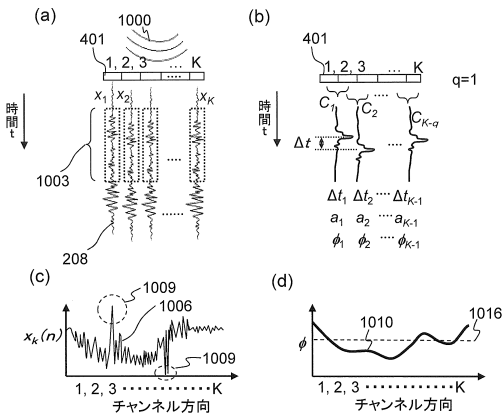 (a)
1000
401
1, 2, 3 … K
x1 x2 ‥‥ xK
時間
t
1003
‥‥
‥‥‥
208
(b)
401
1, 2, 3 … K
q=1
C1 C2 ‥‥ CK-q
時間
t
Δt
Δt1 Δt2 ‥‥ ΔtK-1
a1 a2 ‥‥ aK-1
ϕ1 ϕ2 ‥‥ ϕK-1
(c)
1009
1006
xk(n)
1009
1, 2, 3 ‥‥‥‥‥‥‥ K
チャンネル方向
(d)
1016
1010
ϕ
1, 2, 3 ‥‥‥‥‥‥‥ K
チャンネル方向